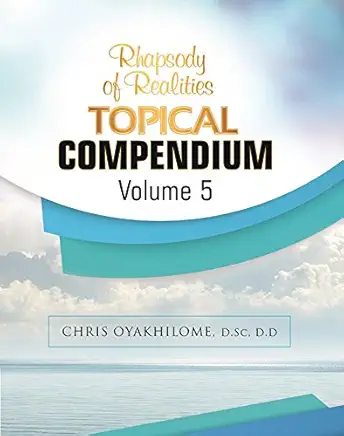 Rhapsody
of Realities
TOPICAL
COMPENDIUM
Volume 5
CHRIS OYAKHILOME, D.SC, D.D